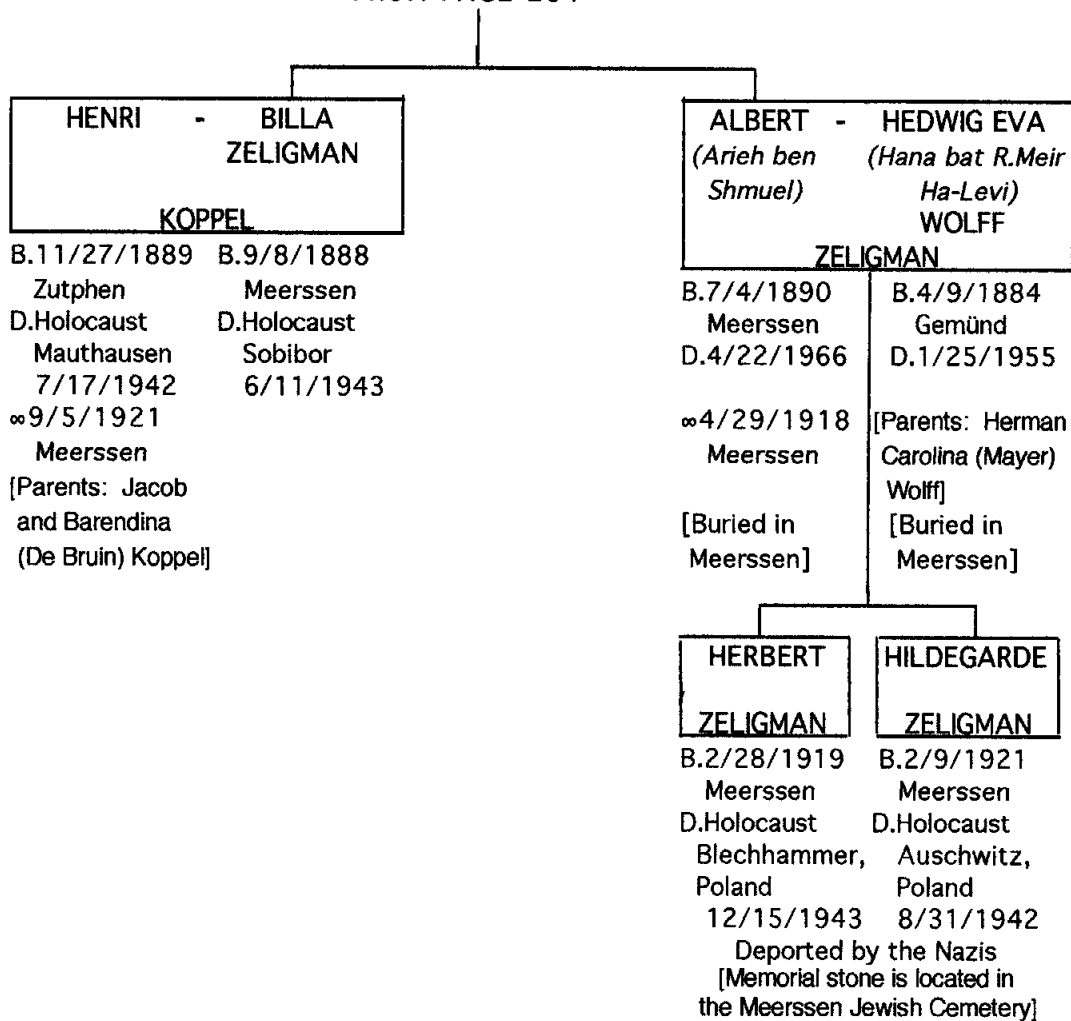 HENRI - BILLA
ZELIGMAN
KOPPEL
B.11/27/1889 B.9/8/1888
Zutphen Meerssen
D.Holocaust D.Holocaust
Mauthausen Sobibor
7/17/1942 6/11/1943
∞9/5/1921
Meerssen
[Parents: Jacob
and Barendina
(De Bruin) Koppel]
ALBERT - HEDWIG EVA
(Arieh ben (Hana bat R.Meir
Shmuel) Ha-Levi)
WOLFF
ZELIGMAN
B.7/4/1890 B.4/9/1884
Meerssen Gemünd
D.4/22/1966 D.1/25/1955
∞4/29/1918 [Parents: Herman
Meerssen Carolina (Mayer)
Wolff]
[Buried in [Buried in
Meerssen] Meerssen]
HERBERT HILDEGARDE
ZELIGMAN ZELIGMAN
B.2/28/1919 B.2/9/1921
Meerssen Meerssen
D.Holocaust D.Holocaust
Blechhammer, Auschwitz,
Poland Poland
12/15/1943 8/31/1942
Deported by the Nazis
[Memorial stone is located in
the Meerssen Jewish Cemetery]